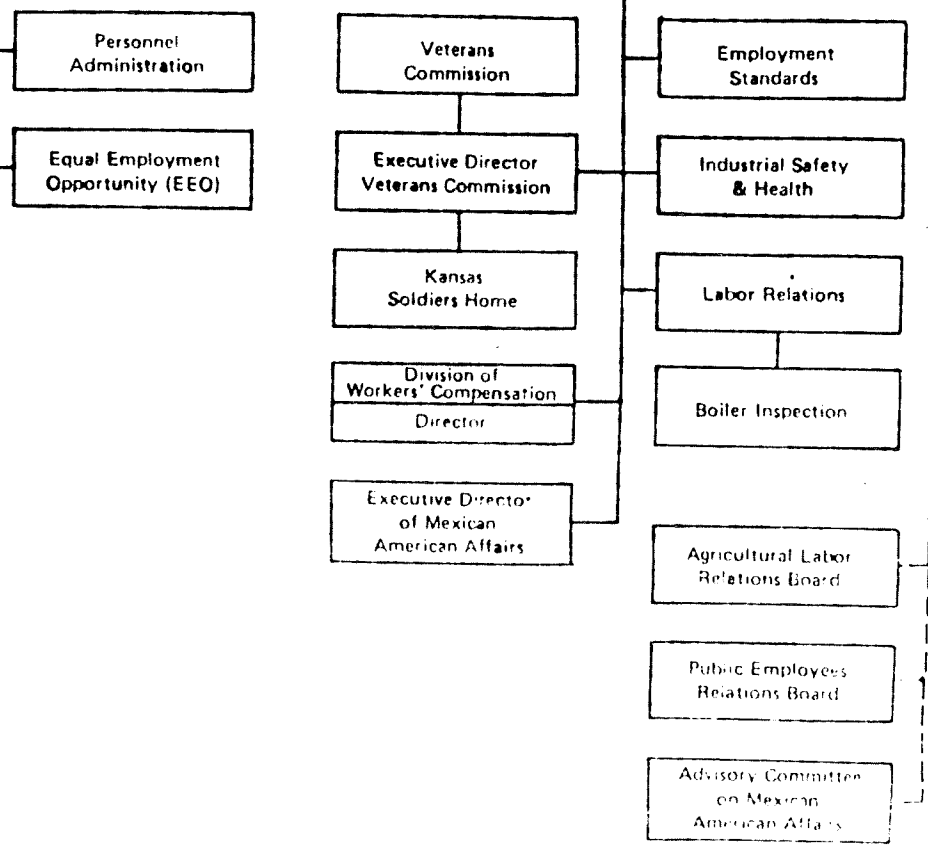 Personnel
Administration
Equal Employment
Opportunity (EEO)
Veterans
Commission
Executive Director
Veterans Commission
Kansas
Soldiers Home
Division of
Workers' Compensation
Director
Executive Director
of Mexican
American Affairs
Employment
Standards
Industrial Safety
& Health
Labor Relations
Boiler Inspection
Agricultural Labor
Relations Board
Public Employees
Relations Board
Advisory Committee
on Mexican
American Affairs